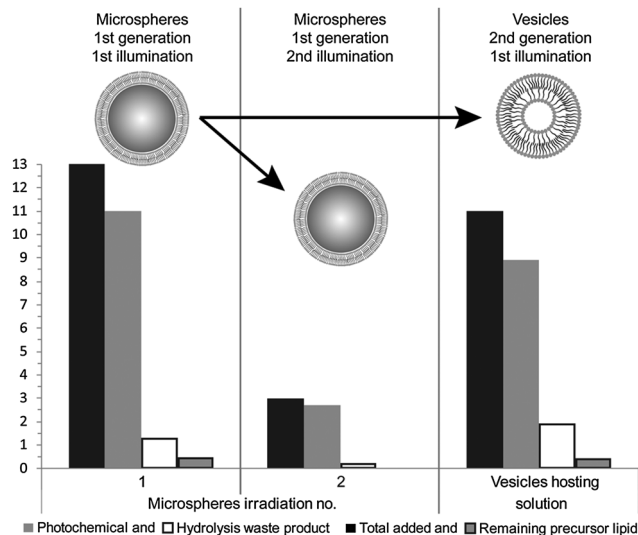 Microspheres
1st generation
1st illumination
Microspheres
1st generation
2nd illumination
Vesicles
2nd generation
1st illumination
13
12
11
10
9
8
7
6
5
4
3
2
1
0
1
2
Vesicles hosting
solution
Microspheres irradiation no.
Photochemical and
Hydrolysis waste product
Total added and
Remaining precursor lipid